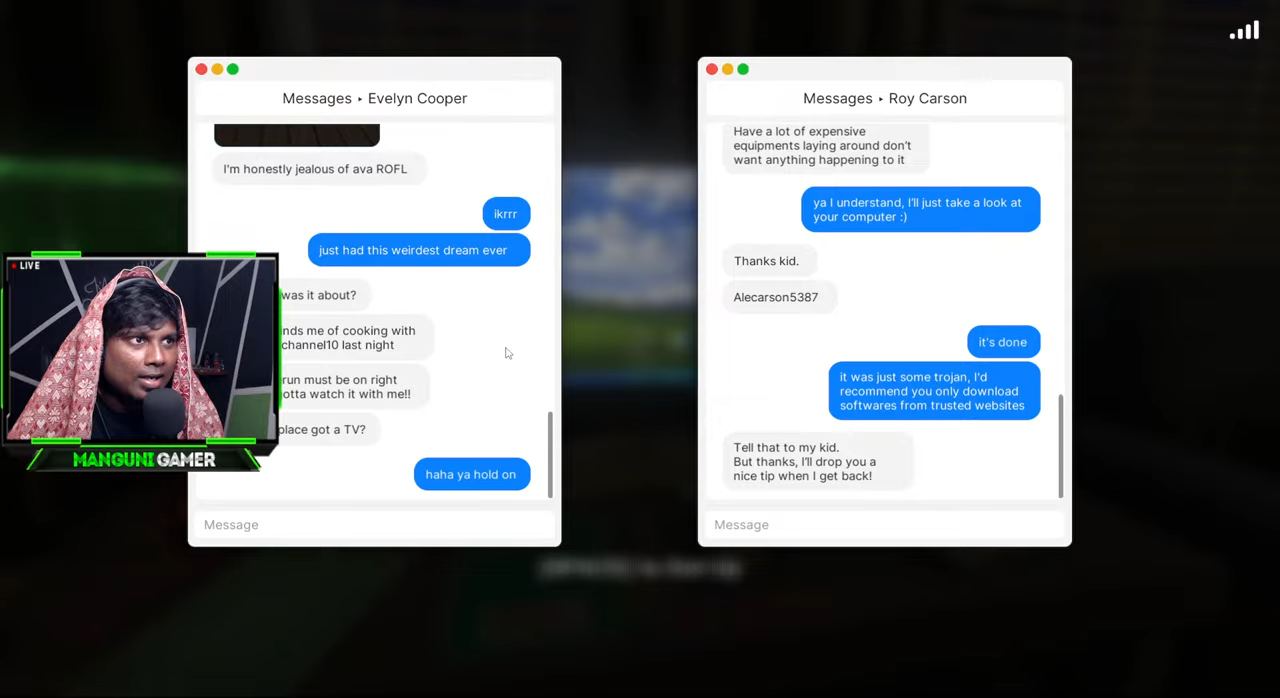 Messages ▸ Evelyn Cooper
I'm honestly jealous of ava ROFL
ikrrr
just had this weirdest dream ever
was it about?
nds me of cooking with
channel10 last night
run must be on right
otta watch it with me!!
place got a TV?
haha ya hold on
Message
Messages ▸ Roy Carson
Have a lot of expensive
equipments laying around don't
want anything happening to it
ya I understand, I'll just take a look at
your computer :)
Thanks kid.
Alecarson5387
it's done
it was just some trojan, I'd
recommend you only download
softwares from trusted websites
Tell that to my kid.
But thanks, I'll drop you a
nice tip when I get back!
Message
LIVE
MANGUNI GAMER